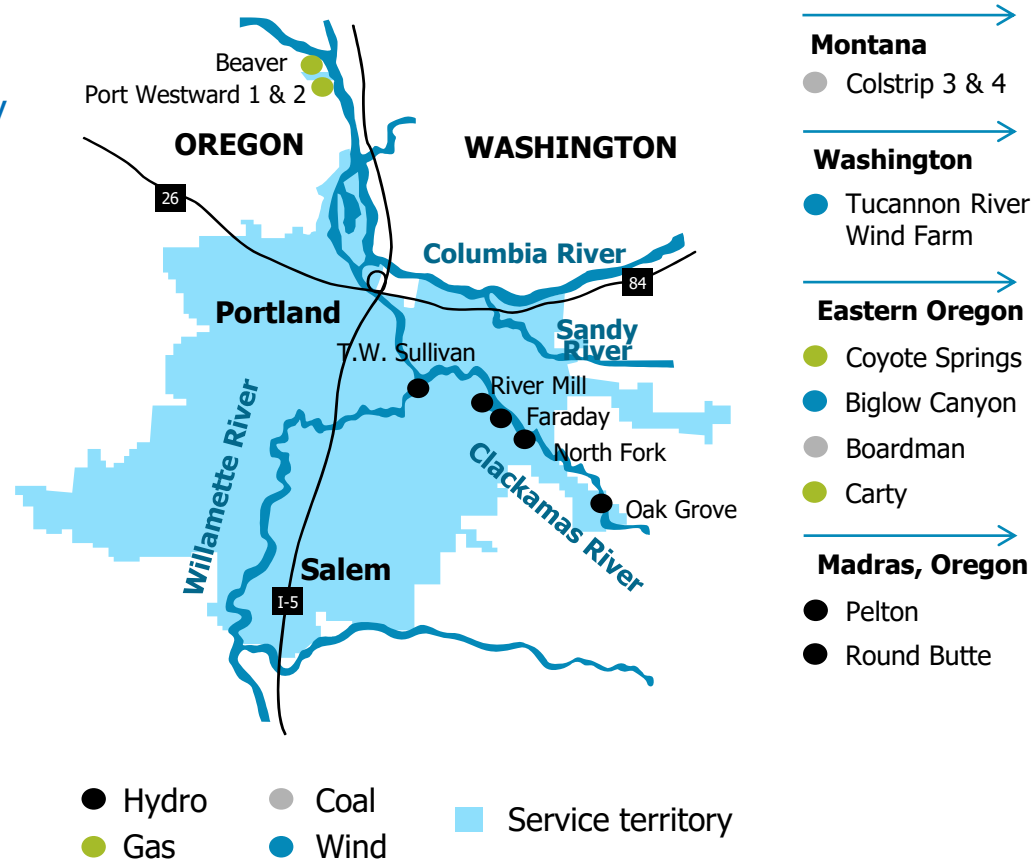 Beaver
Port Westward 1 & 2
OREGON
WASHINGTON
26
Columbia River
84
Portland
Sandy
River
T.W. Sullivan
River Mill
Faraday
North Fork
Clackamas River
Oak Grove
Willamette River
Salem
I-5
Montana
Colstrip 3 & 4
Washington
Tucannon River
Wind Farm
Eastern Oregon
Coyote Springs
Biglow Canyon
Boardman
Carty
Madras, Oregon
Pelton
Round Butte
Hydro
Coal
Service territory
Gas
Wind